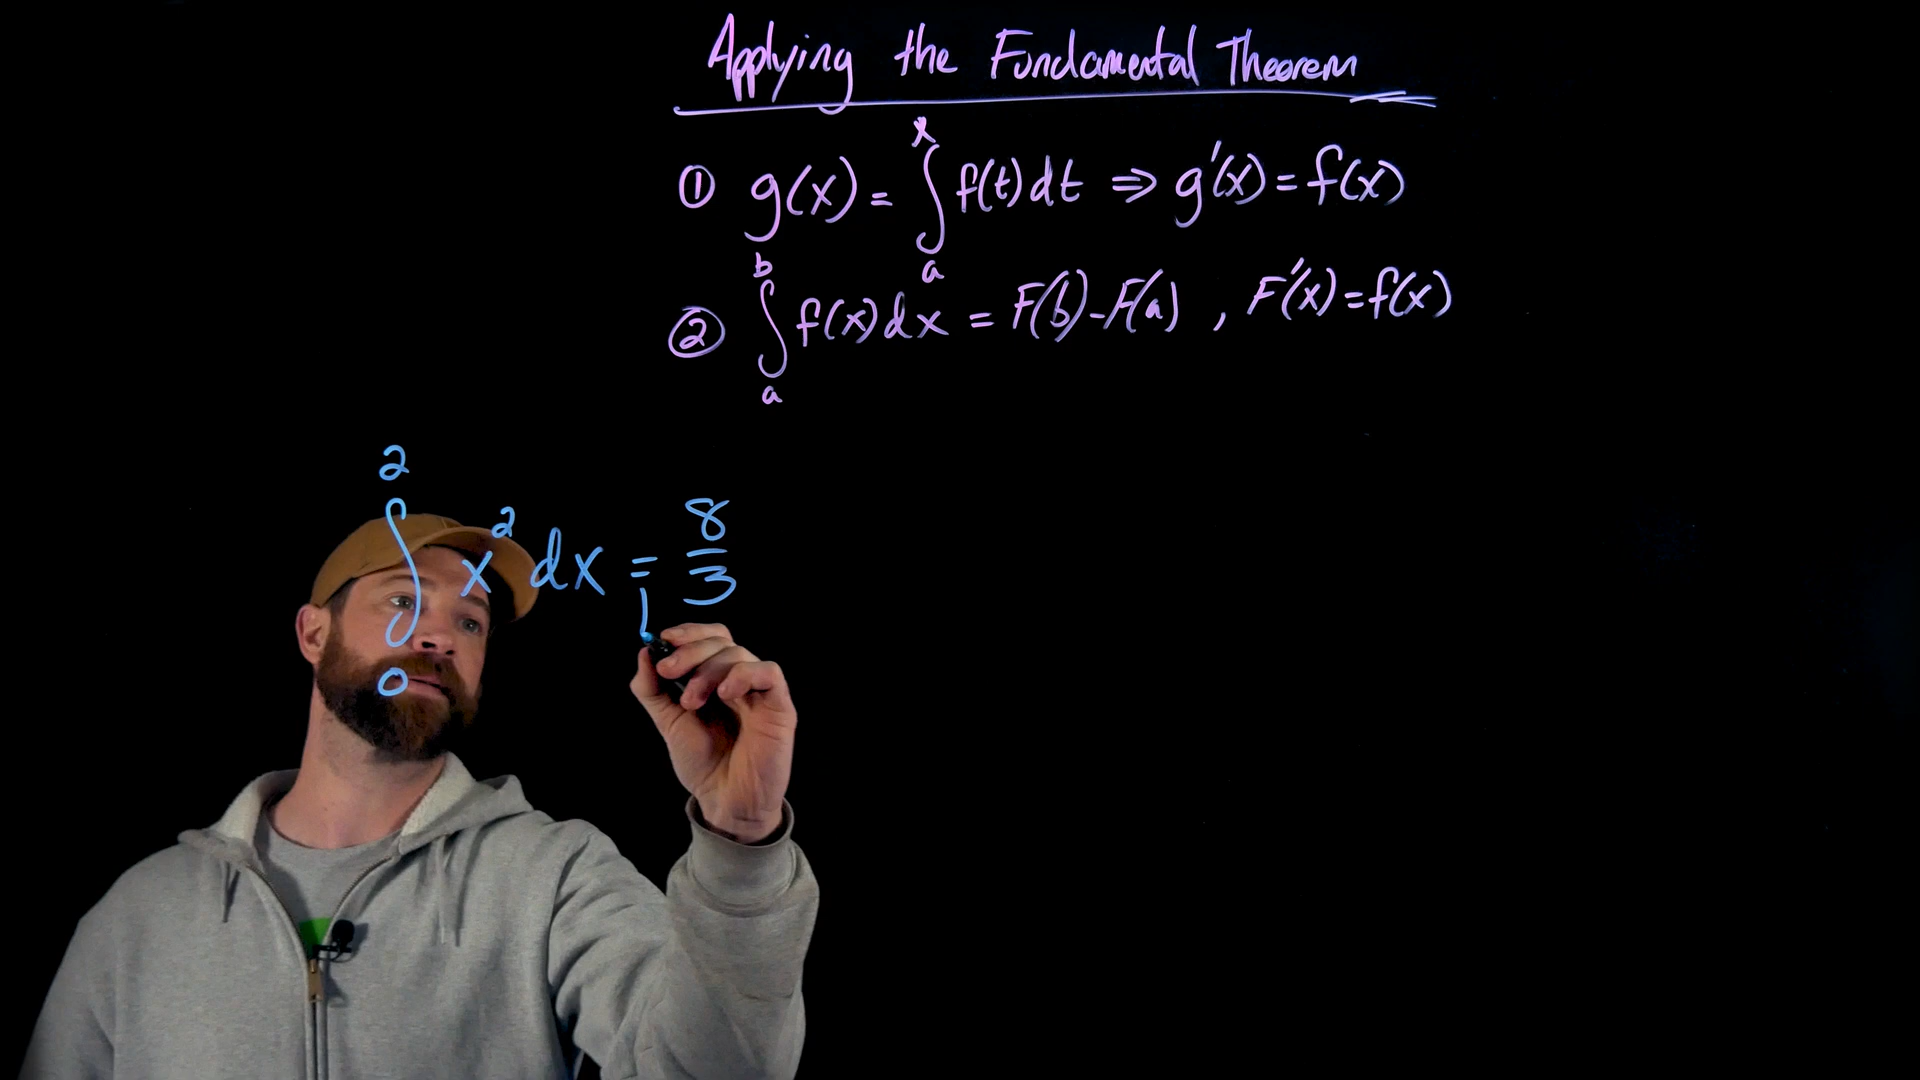 Applying the Fundamental Theorem
① g(x) = ∫ₐˣ f(t) dt ⇒ g'(x) = f(x)
② ∫ₐᵇ f(x) dx = F(b) - F(a) , F'(x) = f(x)
∫₀² x² dx = 8/3